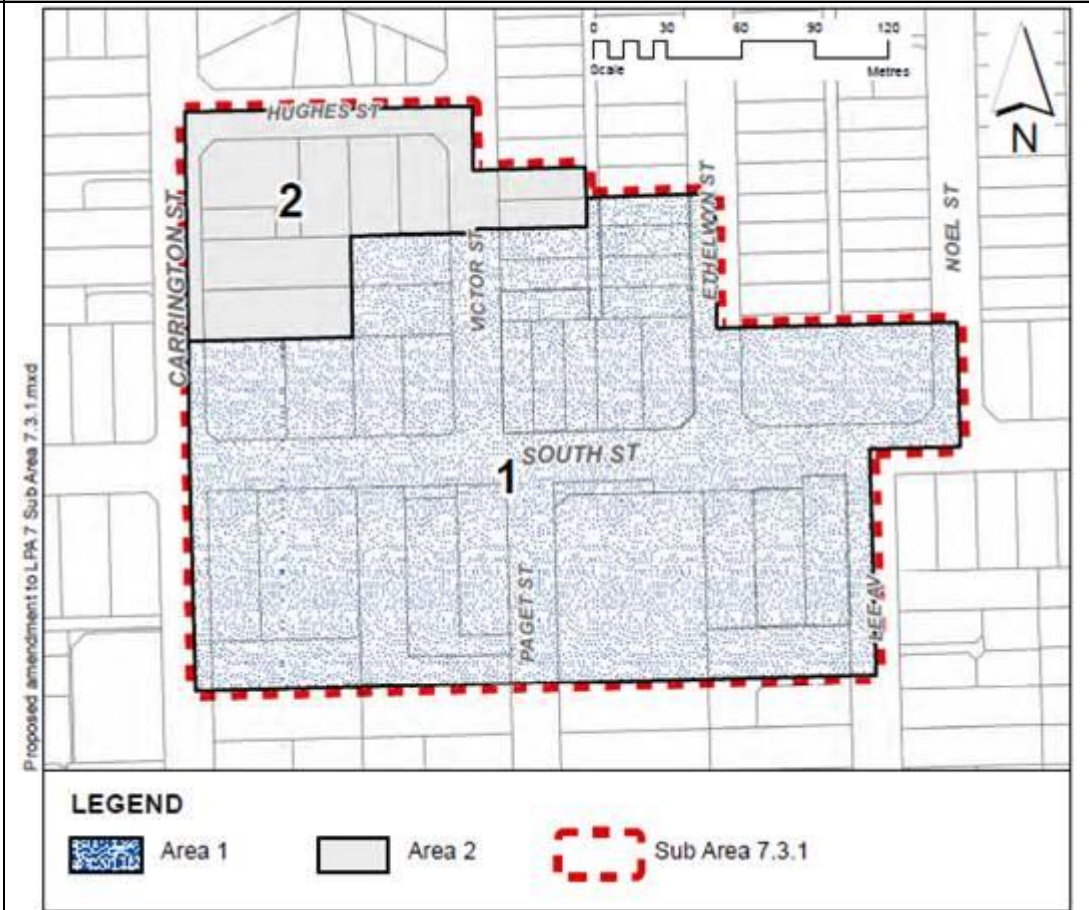 0 30 60 90 120
Scale Metres
N
HUGHES ST
2
CARRINGTON ST
VICTOR ST
ETHELWYN ST
NOEL ST
SOUTH ST
1
PAGET ST
LEE AV
Proposed amendment to LPA 7 Sub Area 7.3.1.mxd
LEGEND
Area 1 Area 2 Sub Area 7.3.1